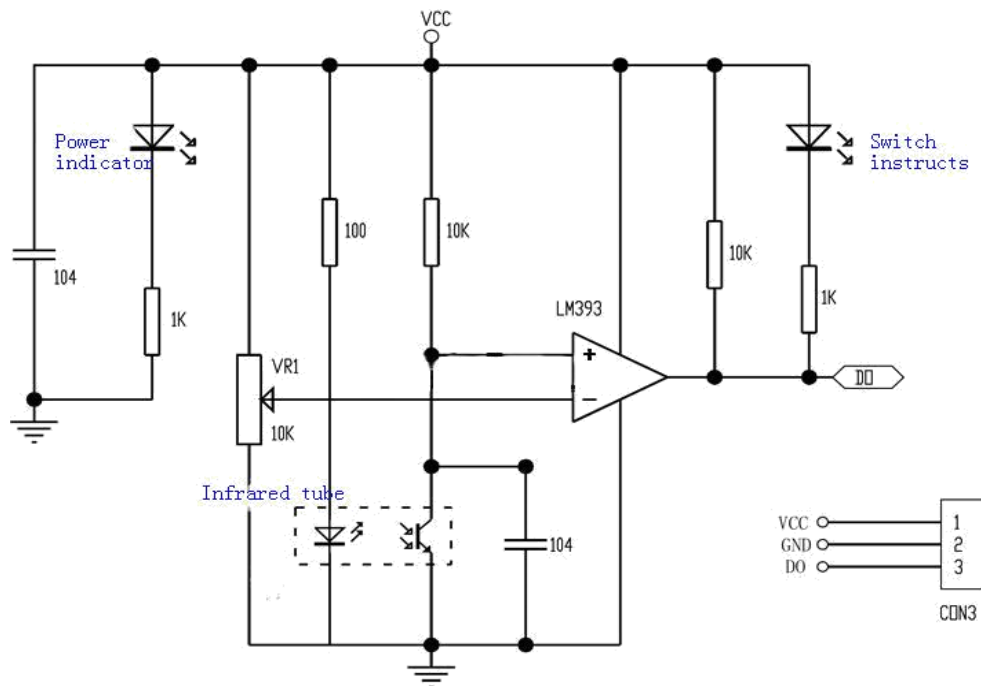 VCC
Power
indicator
Switch
instructs
100
10K
10K
104
1K
1K
LM393
VR1
+
DO
−
10K
Infrared tube
104
VCC
1
GND
2
DO
3
CON3